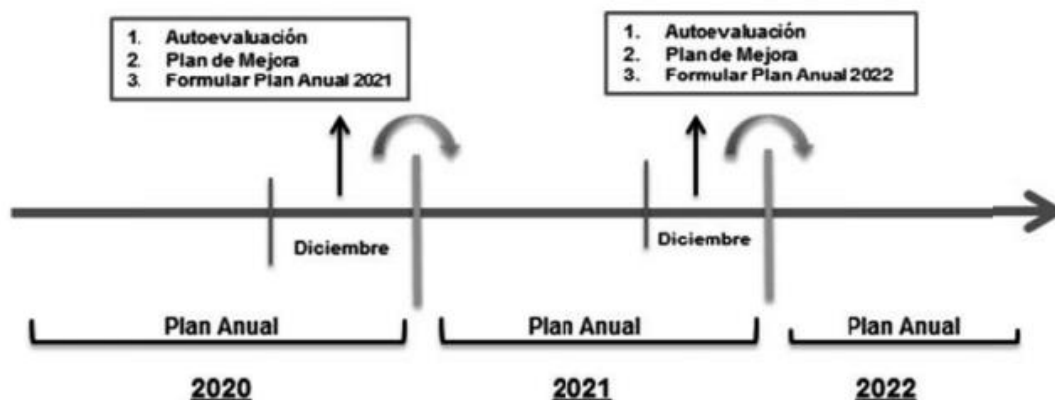 1. Autoevaluación
2. Plan de Mejora
3. Formular Plan Anual 2021
1. Autoevaluación
2. Plan de Mejora
3. Formular Plan Anual 2022
Diciembre
Diciembre
Plan Anual
Plan Anual
Plan Anual
2020
2021
2022